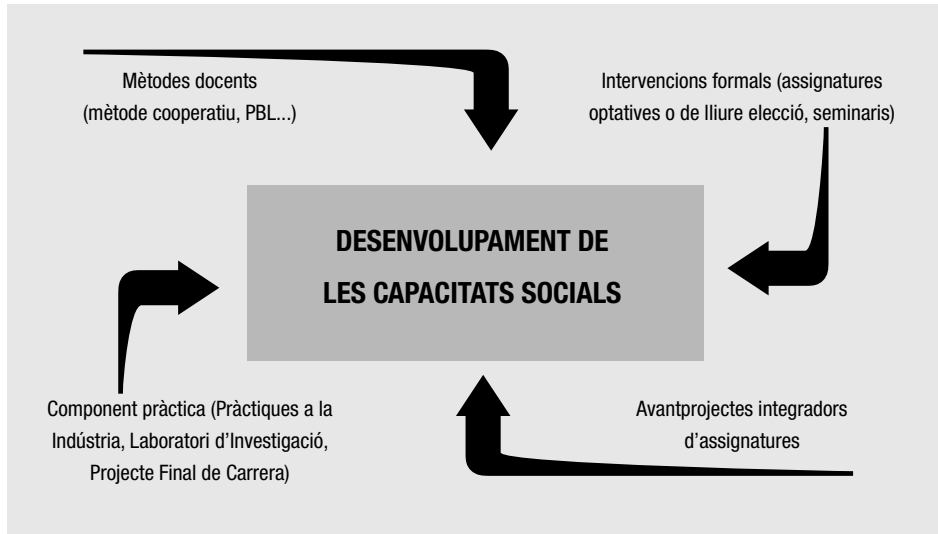 Mètodes docents
(mètode cooperatiu, PBL...)
Intervencions formals (assignatures
optatives o de lliure elecció, seminaris)
DESENVOLUPAMENT DE
LES CAPACITATS SOCIALS
Component pràctica (Pràctiques a la
Indústria, Laboratori d’Investigació,
Projecte Final de Carrera)
Avantprojectes integradors
d’assignatures